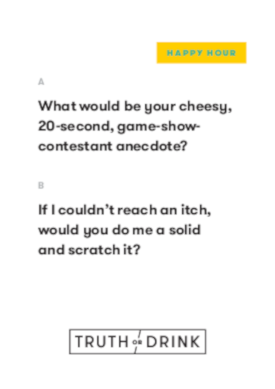 HAPPY HOUR
A
What would be your cheesy,
20-second, game-show-
contestant anecdote?
B
If I couldn't reach an itch,
would you do me a solid
and scratch it?
TRUTH OR DRINK